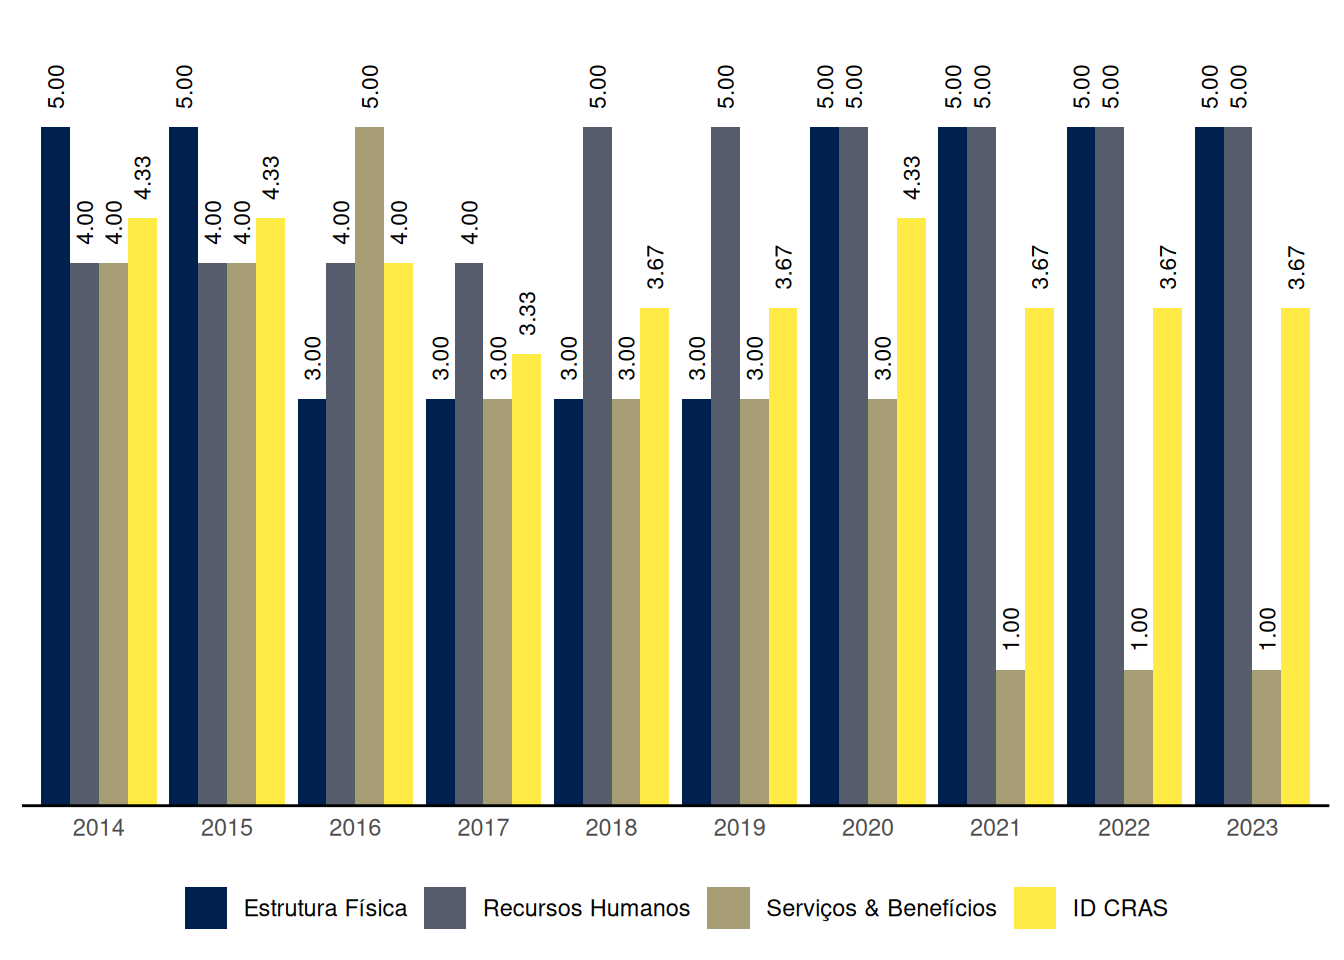 5.00 4.00 4.00 4.33 5.00 4.00 4.00 4.33 3.00 4.00 5.00 4.00 3.00 4.00 3.00 3.33 3.00 5.00 3.00 3.67 3.00 5.00 3.00 3.67 5.00 5.00 3.00 4.33 5.00 5.00 1.00 3.67 5.00 5.00 1.00 3.67 5.00 5.00 1.00 3.67
2014 2015 2016 2017 2018 2019 2020 2021 2022 2023
Estrutura Física Recursos Humanos Serviços & Benefícios ID CRAS